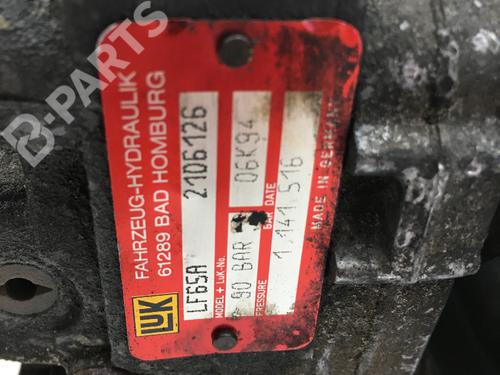 B-PARTS
LUK
FAHRZEUG-HYDRAULIK
61289 BAD HOMBURG
LF65A 2106126
MODEL + LuK-No.
90 BAR 06K94
PRESSURE BAR DATE
1.141.516
MADE IN GERMANY